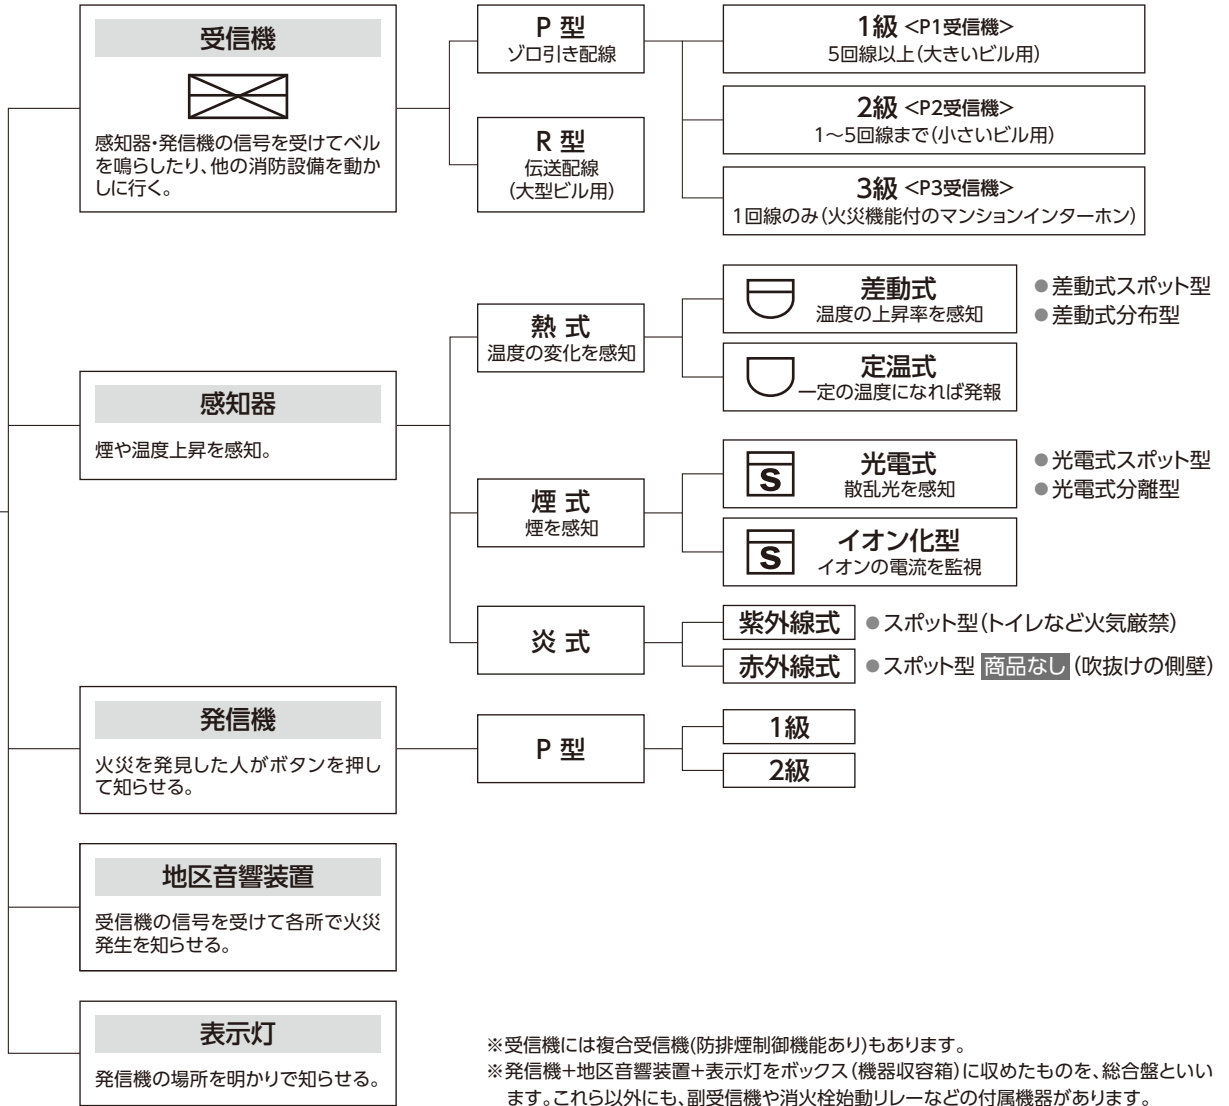 受信機
感知器・発信機の信号を受けてベル
を鳴らしたり、他の消防設備を動か
しに行く。
P 型
ゾロ引き配線
R 型
伝送配線
(大型ビル用)
1級 <P1受信機>
5回線以上(大きいビル用)
2級 <P2受信機>
1〜5回線まで(小さいビル用)
3級 <P3受信機>
1回線のみ(火災機能付のマンションインターホン)
感知器
煙や温度上昇を感知。
熱 式
温度の変化を感知
差動式
温度の上昇率を感知
●差動式スポット型
●差動式分布型
定温式
一定の温度になれば発報
煙 式
煙を感知
S
光電式
散乱光を感知
●光電式スポット型
●光電式分離型
S
イオン化型
イオンの電流を監視
炎 式
紫外線式
●スポット型(トイレなど火気厳禁)
赤外線式
●スポット型 商品なし (吹抜けの側壁)
発信機
火災を発見した人がボタンを押し
て知らせる。
P 型
1級
2級
地区音響装置
受信機の信号を受けて各所で火災
発生を知らせる。
表示灯
発信機の場所を明かりで知らせる。
※受信機には複合受信機(防排煙制御機能あり)もあります。
※発信機+地区音響装置+表示灯をボックス(機器収容箱)に収めたものを、総合盤といい
ます。これら以外にも、副受信機や消火栓始動リレーなどの付属機器があります。